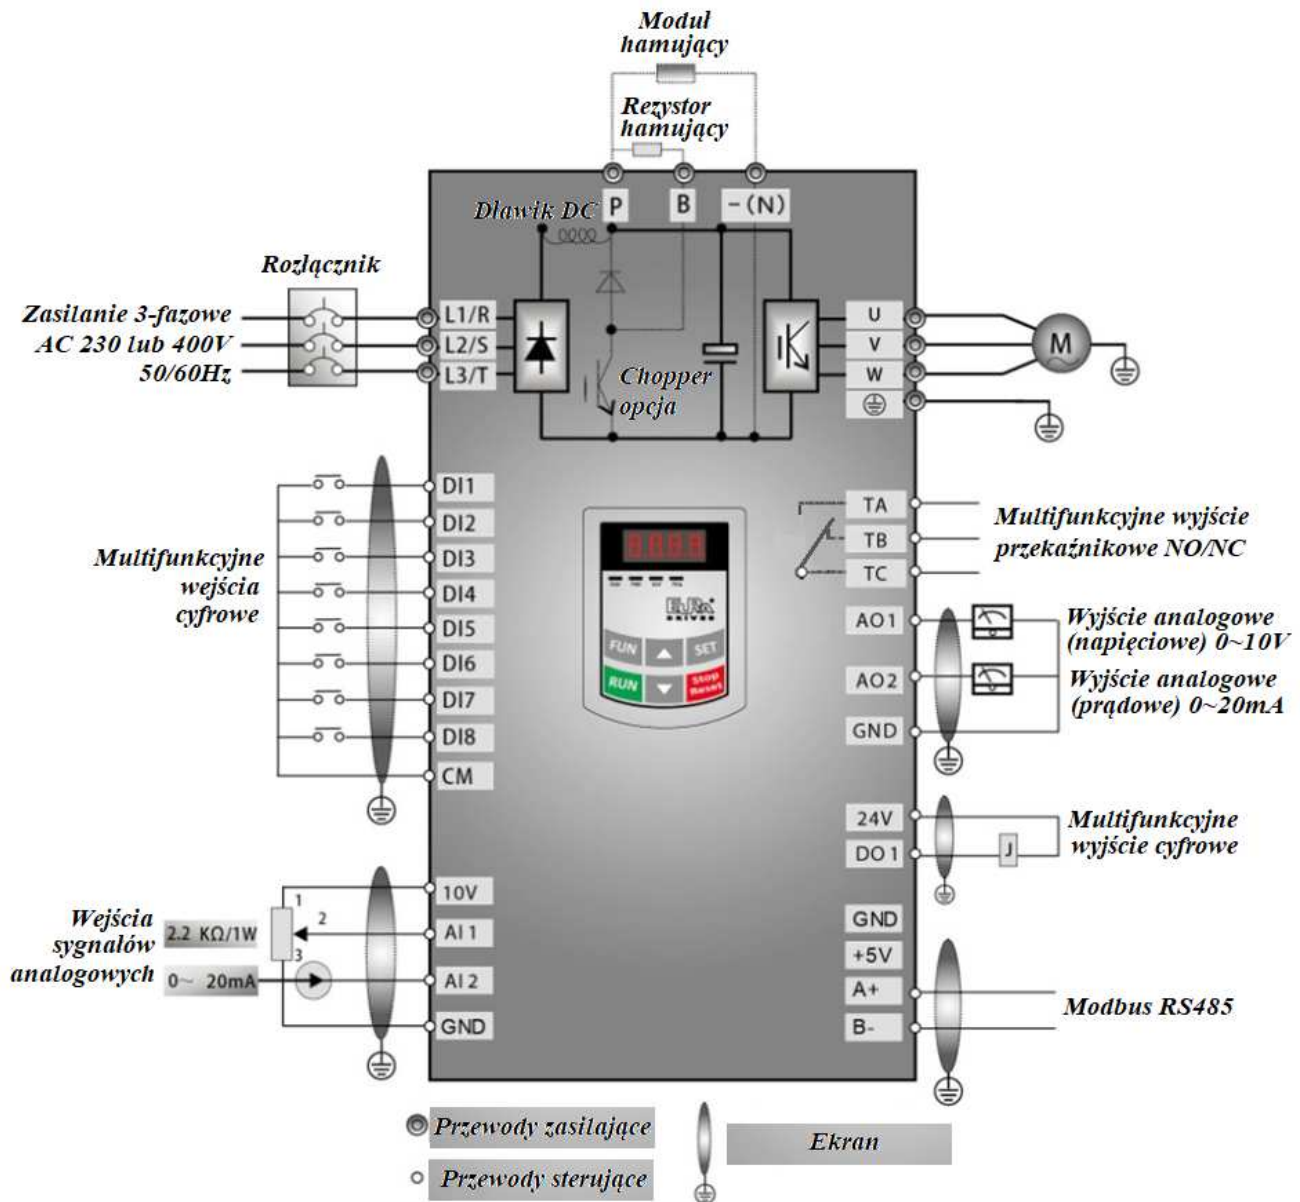 Moduł
hamujący
Rezystor
hamujący
P
B
-(N)
Dławik DC
Rozłącznik
Zasilanie 3-fazowe
AC 230 lub 400V
50/60Hz
L1/R
L2/S
L3/T
Chopper
opcja
U
V
W
M
Multifunkcyjne
wejścia
cyfrowe
DI1
DI2
DI3
DI4
DI5
DI6
DI7
DI8
CM
FUN
SET
RUN
Stop
Reset
DRIVES
TA
TB
TC
Multifunkcyjne wyjście
przekaźnikowe NO/NC
AO1
AO2
GND
Wyjście analogowe
(napięciowe) 0~10V
Wyjście analogowe
(prądowe) 0~20mA
24V
DO1
J
Multifunkcyjne
wyjście cyfrowe
Wejścia
sygnałów
analogowych
2.2 KΩ/1W
0~ 20mA
1
2
3
10V
AI1
AI2
GND
GND
+5V
A+
B-
Modbus RS485
Przewody zasilające
Przewody sterujące
Ekran